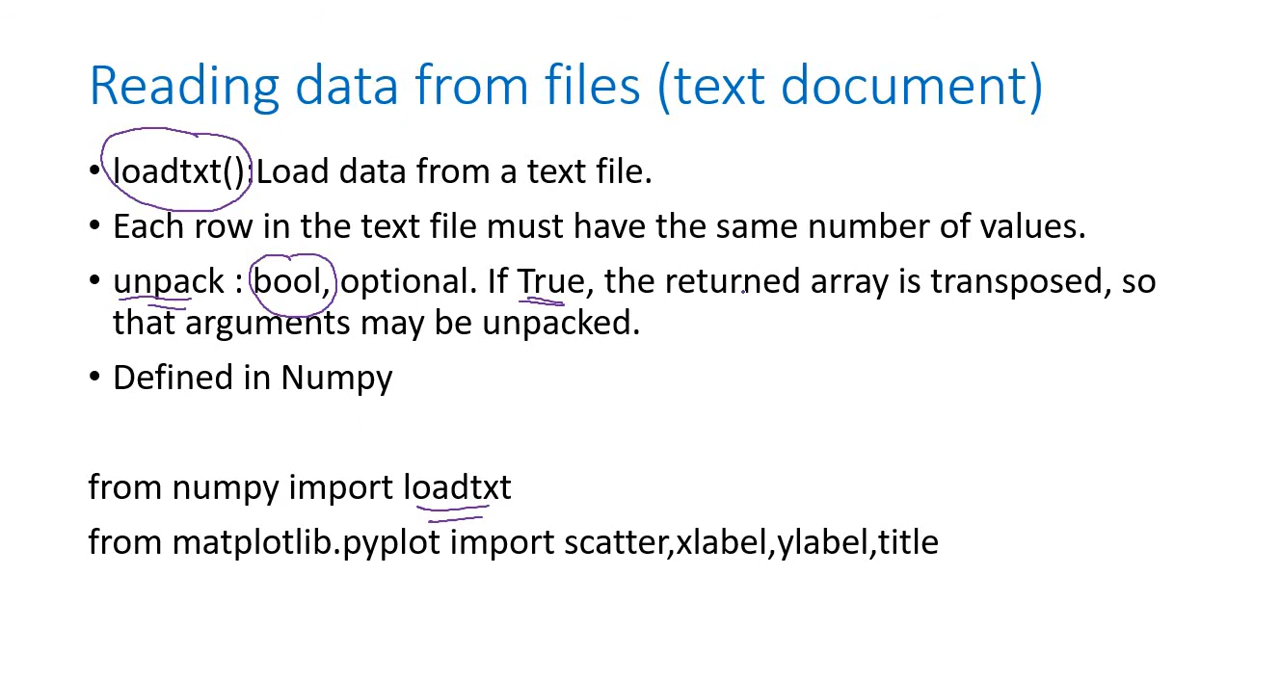 Reading data from files (text document)
• loadtxt():Load data from a text file.
• Each row in the text file must have the same number of values.
• unpack : bool, optional. If True, the returned array is transposed, so
that arguments may be unpacked.
• Defined in Numpy
from numpy import loadtxt
from matplotlib.pyplot import scatter,xlabel,ylabel,title